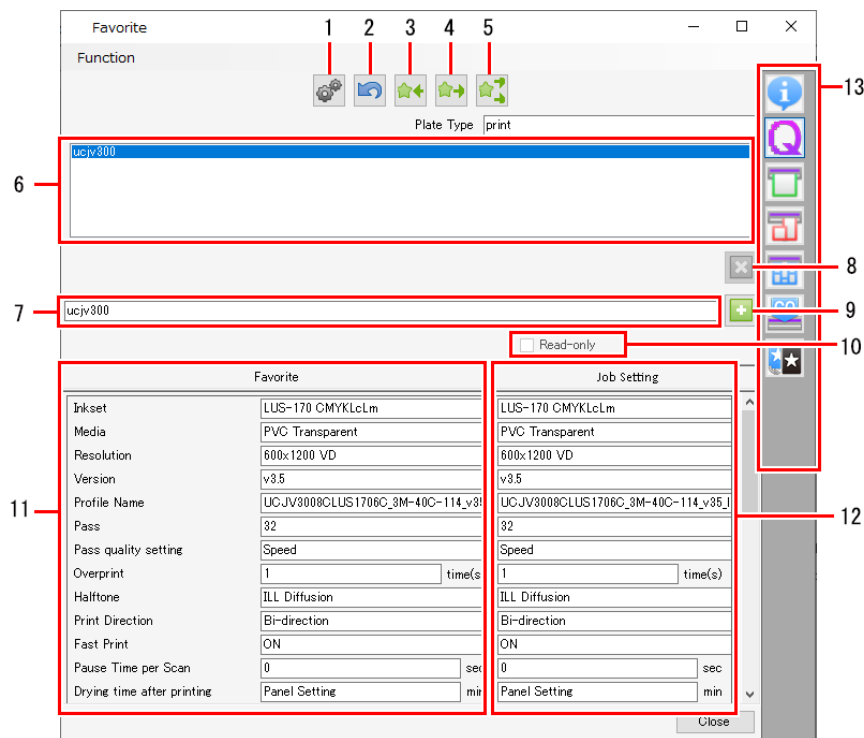 Favorite
Function
1 2 3 4 5
13
Plate Type print
6
ucjv300
8
7
ucjv300
9
Read-only
10
Favorite Job Setting
Inkset LUS-170 CMYKLcLm LUS-170 CMYKLcLm
Media PVC Transparent PVC Transparent
Resolution 600x1200 VD 600x1200 VD
Version v3.5 v3.5
Profile Name UCJV3008CLUS1706C_3M-40C-114_v3 UCJV3008CLUS1706C_3M-40C-114_v35_
11
12
Pass 32 32
Pass quality setting Speed Speed
Overprint 1 time(s 1 time(s)
Halftone ILL Diffusion ILL Diffusion
Print Direction Bi-direction Bi-direction
Fast Print ON ON
Pause Time per Scan 0 sec 0 sec
Drying time after printing Panel Setting min Panel Setting min
Close